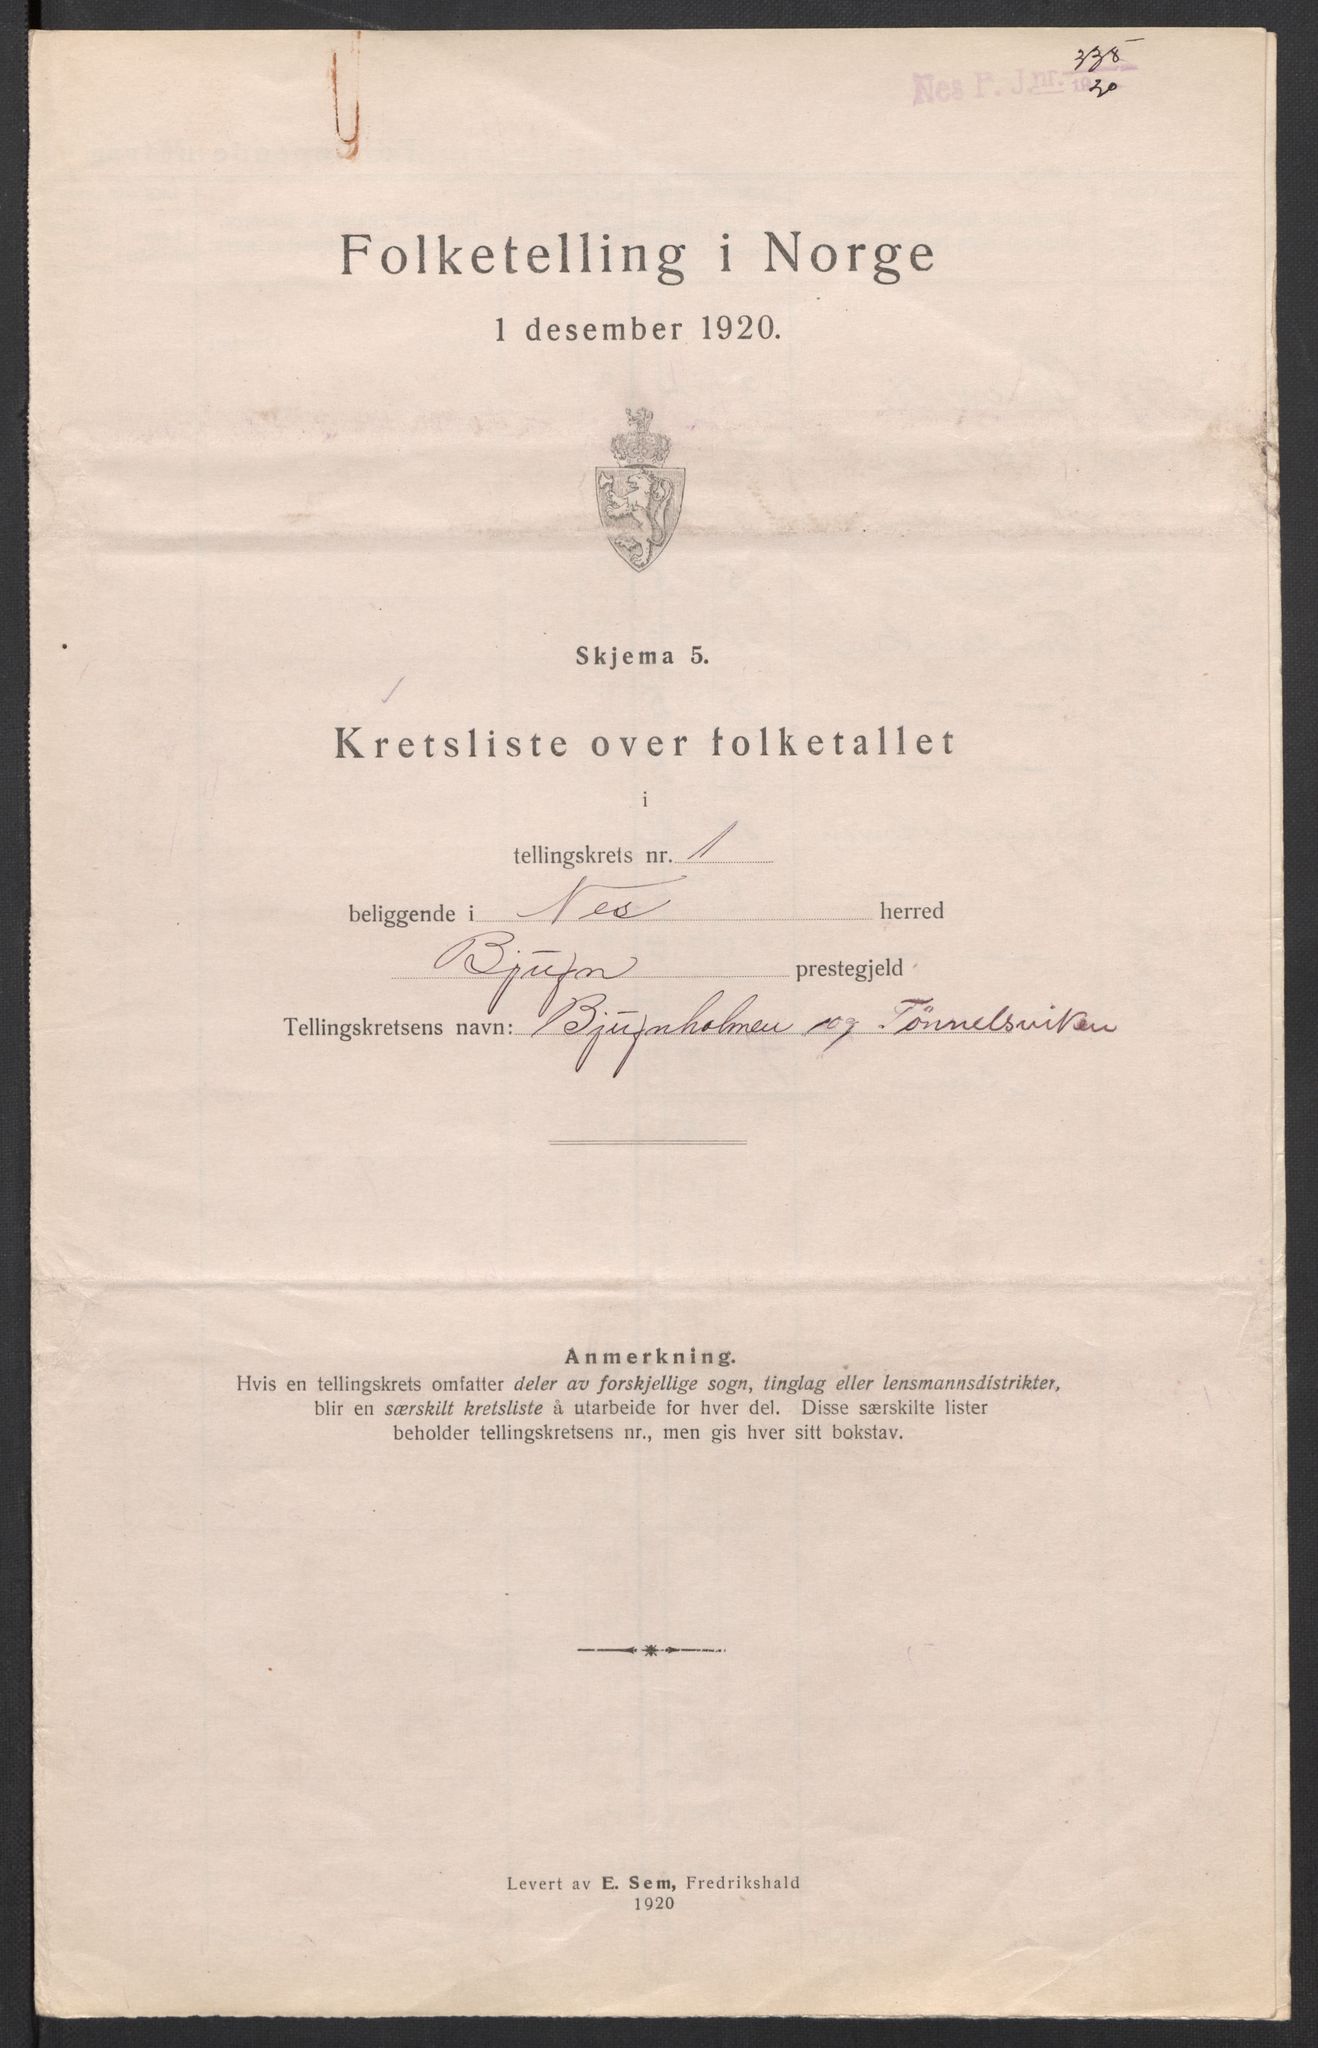 338
Nes P. J.nr.
20
Folketelling i Norge
1 desember 1920.
Skjema 5.
Kretsliste over folketallet
i
tellingskrets nr. 1
beliggende i Nes herred
Bjugn prestegjeld
Tellingskretsens navn: Bjugnholmen og Tönnelsviken
Anmerkning.
Hvis en tellingskrets omfatter deler av forskjellige sogn, tinglag eller lensmannsdistrikter,
blir en særskilt kretsliste å utarbeide for hver del. Disse særskilte lister
beholder tellingskretsens nr., men gis hver sitt bokstav.
Levert av E. Sem, Fredrikshald
1920